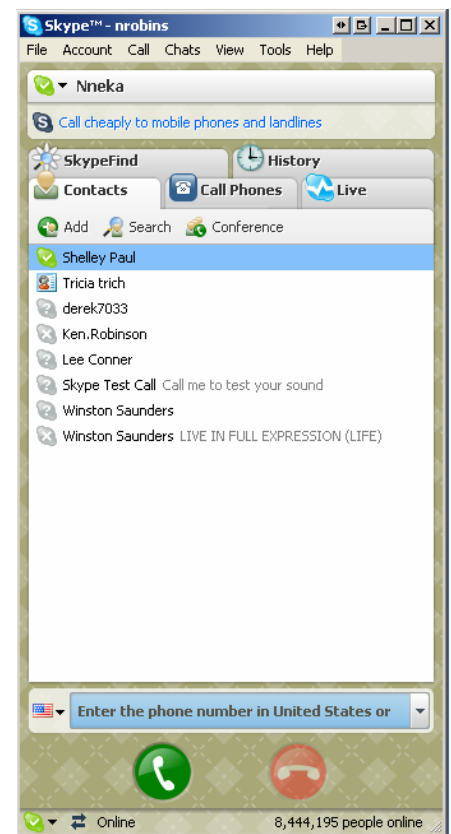 Skype™ - nrobins
File Account Call Chats View Tools Help
Nneka
Call cheaply to mobile phones and landlines
SkypeFind History
Contacts Call Phones Live
Add Search Conference
Shelley Paul
Tricia trich
derek7033
Ken.Robinson
Lee Conner
Skype Test Call Call me to test your sound
Winston Saunders
Winston Saunders LIVE IN FULL EXPRESSION (LIFE)
Enter the phone number in United States or
Online 8,444,195 people online